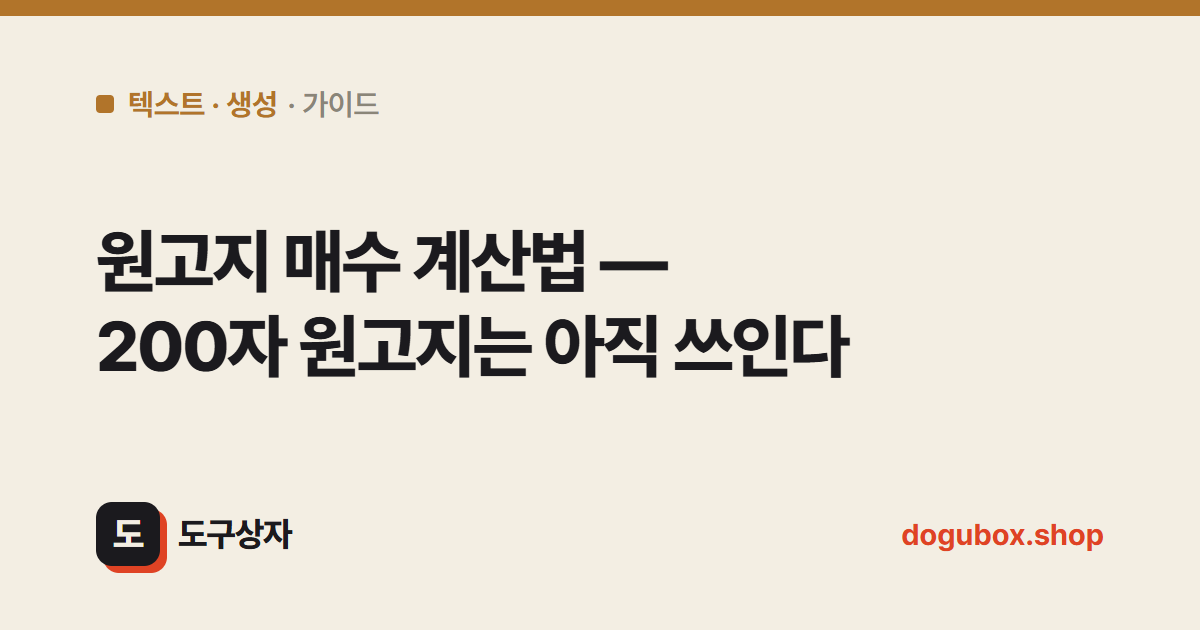 텍스트 · 생성 · 가이드
원고지 매수 계산법 —
200자 원고지는 아직 쓰인다
도 도구상자
dogubox.shop